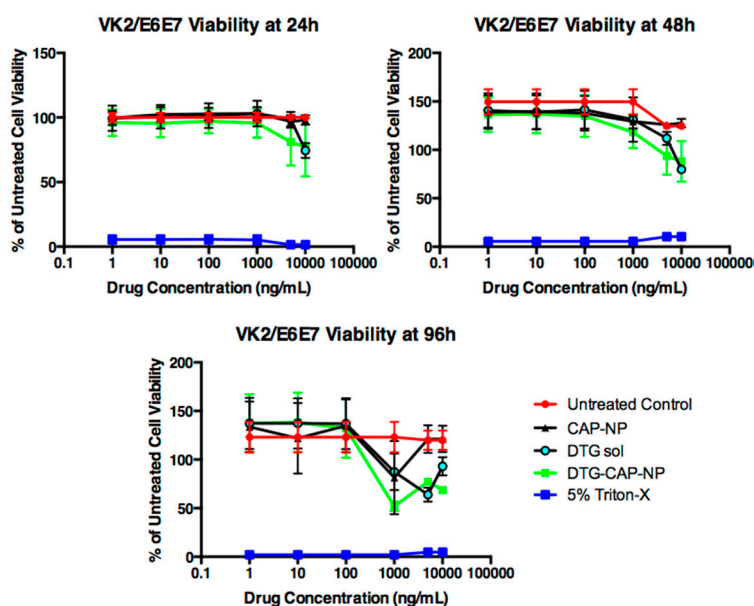 VK2/E6E7 Viability at 24h
% of Untreated Cell Viability
150
100
50
0
0.1 1 10 100 1000 10000 100000
Drug Concentration (ng/mL)
VK2/E6E7 Viability at 48h
% of Untreated Cell Viability
200
150
100
50
0
0.1 1 10 100 1000 10000 100000
Drug Concentration (ng/mL)
VK2/E6E7 Viability at 96h
% of Untreated Cell Viability
200
150
100
50
0
0.1 1 10 100 1000 10000 100000
Drug Concentration (ng/mL)
Untreated Control
CAP-NP
DTG sol
DTG-CAP-NP
5% Triton-X